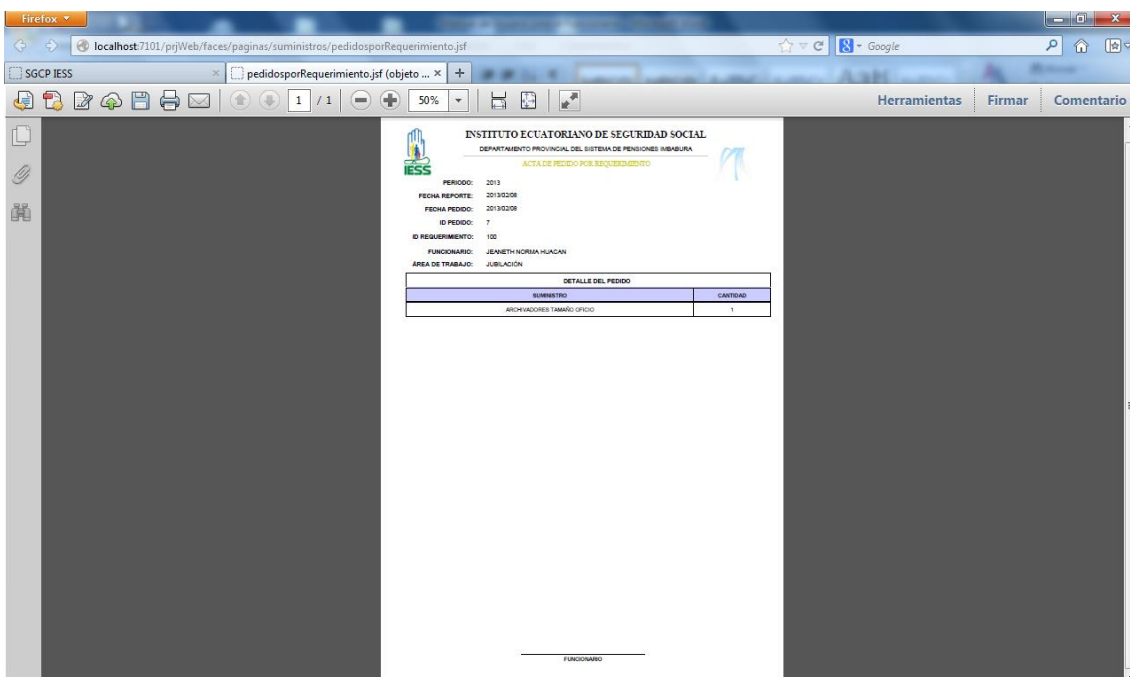 Firefox
localhost:7101/prjWeb/faces/paginas/suministros/pedidosporRequerimiento.jsf
Google
SGCP IESS
pedidosporRequerimiento.jsf (objeto ...
1 / 1
50%
Herramientas
Firmar
Comentario
INSTITUTO ECUATORIANO DE SEGURIDAD SOCIAL
DEPARTAMENTO PROVINCIAL DEL SISTEMA DE PENSIONES IMBABURA
ACTA DE PEDIDO POR REQUERIMIENTO
IESS
PERIODO: 2013
FECHA REPORTE: 2013/02/08
FECHA PEDIDO: 2013/02/08
ID PEDIDO: 7
ID REQUERIMIENTO: 100
FUNCIONARIO: JEANETH NORMA HUACAN
ÁREA DE TRABAJO: JUBILACIÓN
DETALLE DEL PEDIDO
SUMINISTRO CANTIDAD
ARCHIVADORES TAMAÑO OFICIO 1
FUNCIONARIO